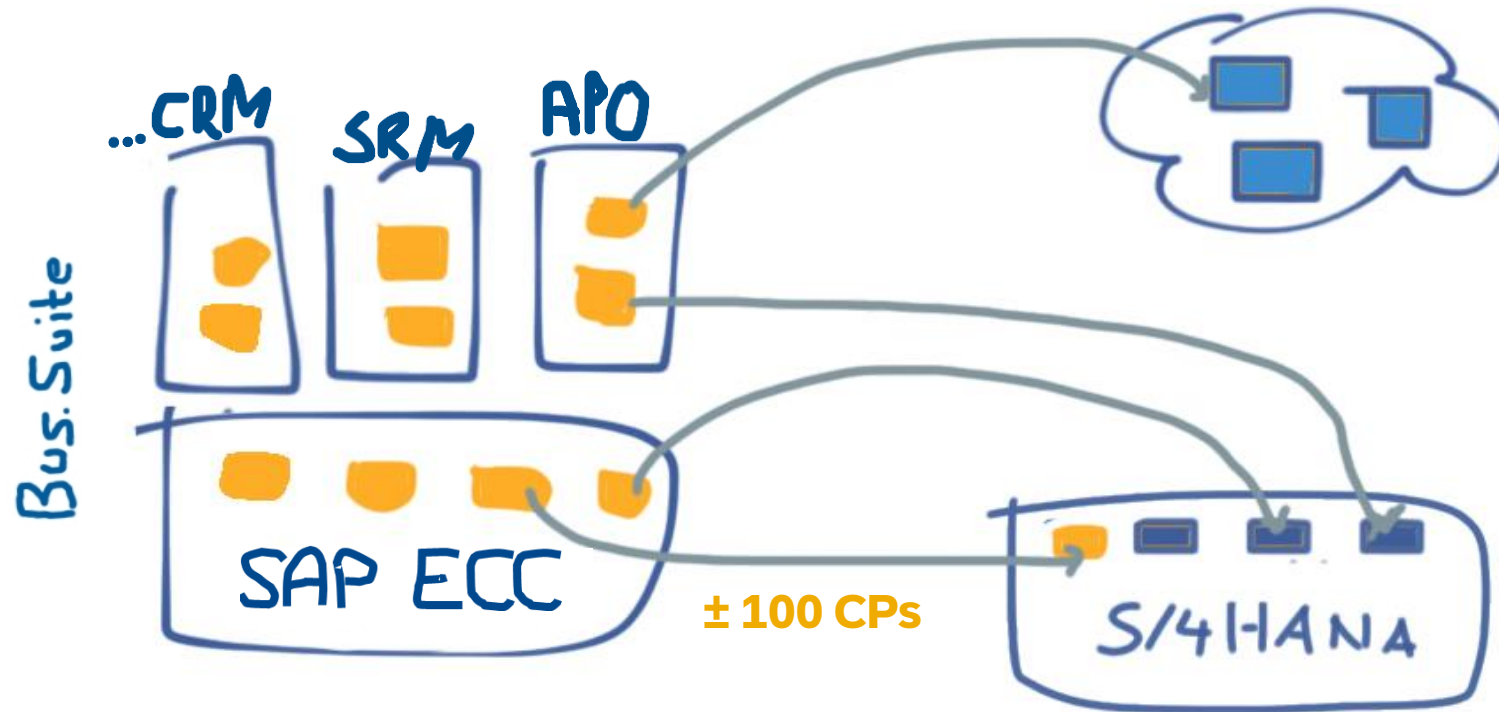 ...CRM
SRM
APO
Bus.Suite
SAP ECC
± 100 CPs
S/4HANA